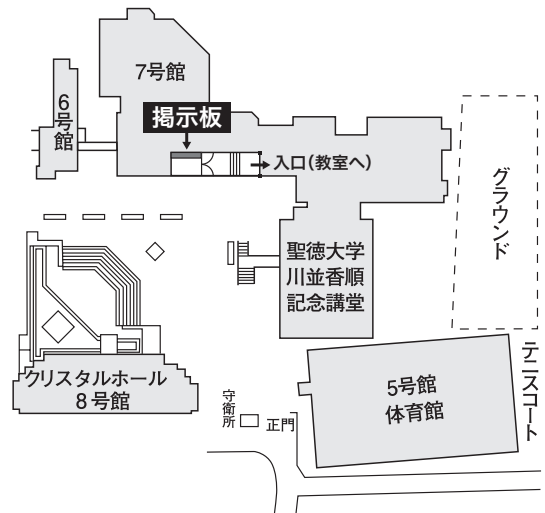 7号館
6号館
掲示板
入口（教室へ）
グラウンド
聖徳大学
川並香順
記念講堂
クリスタルホール
8号館
5号館
体育館
テニスコート
守衛所
正門